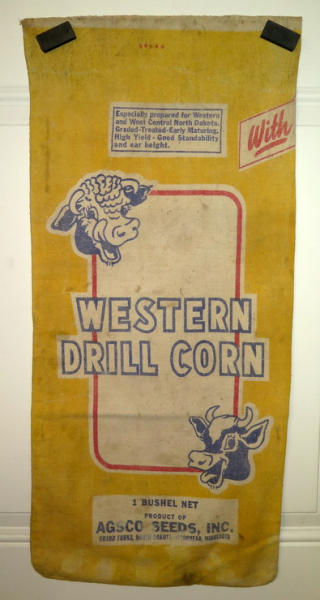 Especially prepared for Western
and West Central North Dakota.
Graded-Treated-Early Maturing.
High Yield - Good Standability
and ear height.
With
WESTERN
DRILL CORN
1 BUSHEL NET
PRODUCT OF
AGSCO SEEDS, INC.
GRAND FORKS, NORTH DAKOTA - MOORHEAD, MINNESOTA